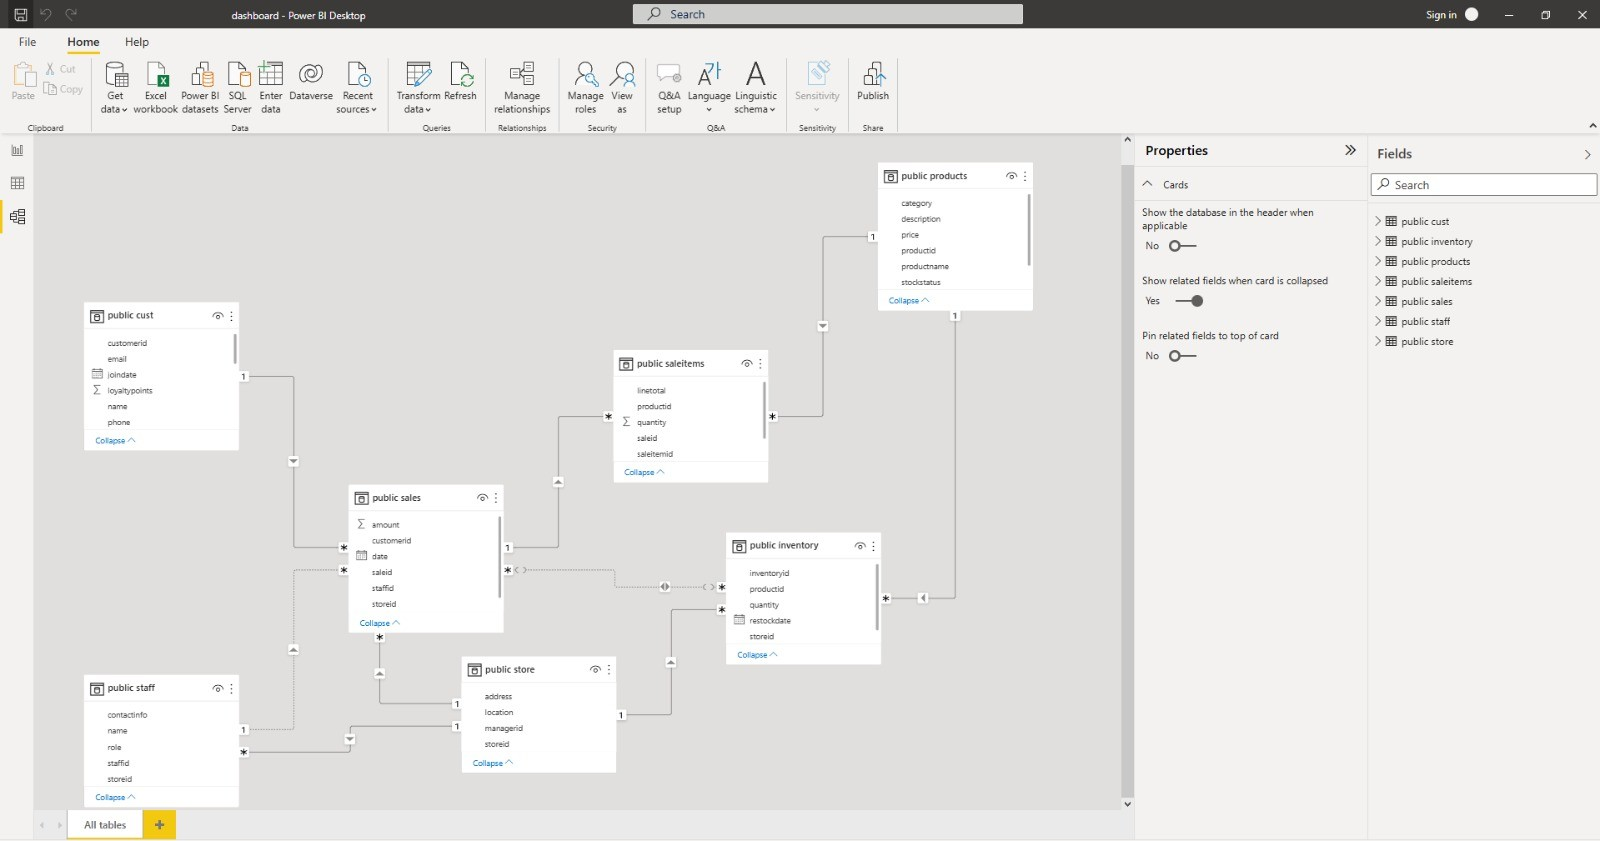 dashboard - Power BI Desktop
Search
Sign in
File
Home
Help
Paste
Cut
Copy
Clipboard
Get data
Excel workbook
Power BI datasets
SQL Server
Enter data
Dataverse
Recent sources
Data
Transform data
Refresh
Queries
Manage relationships
Relationships
Manage roles
View as
Security
Q&A setup
Language
Linguistic schema
Q&A
Sensitivity
Sensitivity
Publish
Share
public cust
customerid
email
joindate
loyaltypoints
name
phone
Collapse
1
public products
category
description
price
productid
productname
stockstatus
Collapse
1
1
public saleitems
linetotal
productid
quantity
saleid
saleitemid
Collapse
*
*
public sales
amount
customerid
date
saleid
staffid
storeid
Collapse
*
*
1
*
*
public inventory
inventoryid
productid
quantity
restockdate
storeid
Collapse
*
*
*
public store
address
location
managerid
storeid
Collapse
1
1
1
public staff
contactinfo
name
role
staffid
storeid
Collapse
1
*
All tables
+
Properties
Cards
Show the database in the header when
applicable
No
Show related fields when card is collapsed
Yes
Pin related fields to top of card
No
Fields
Search
public cust
public inventory
public products
public saleitems
public sales
public staff
public store